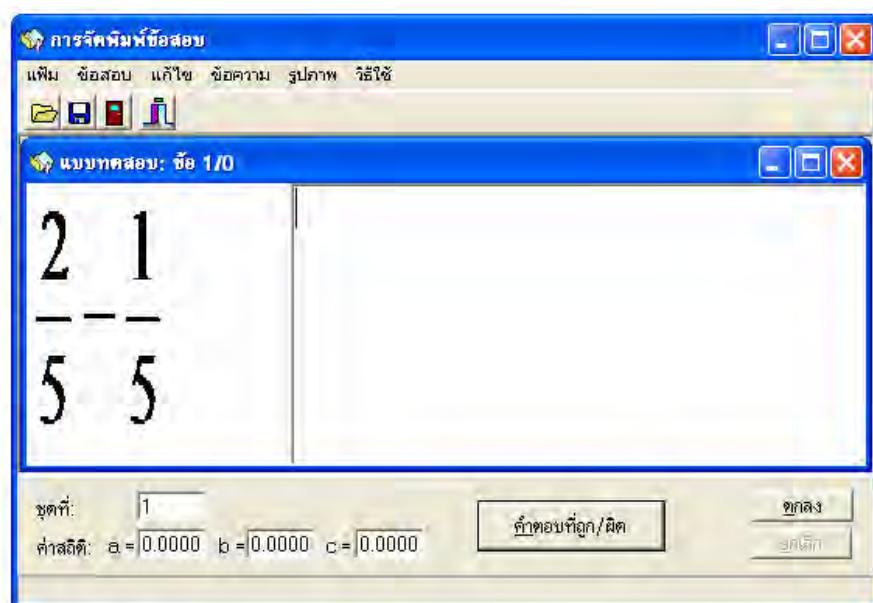 การจัดพิมพ์ข้อสอบ
แฟ้ม ข้อสอบ แก้ไข ข้อความ รูปภาพ วิธีใช้
แบบทดสอบ: ข้อ 1/0
2 1
— – —
5 5
ชุดที่: 1
ค่าสถิติ: a = 0.0000 b = 0.0000 c = 0.0000
คำตอบที่ถูก/ผิด
ตกลง
ยกเลิก